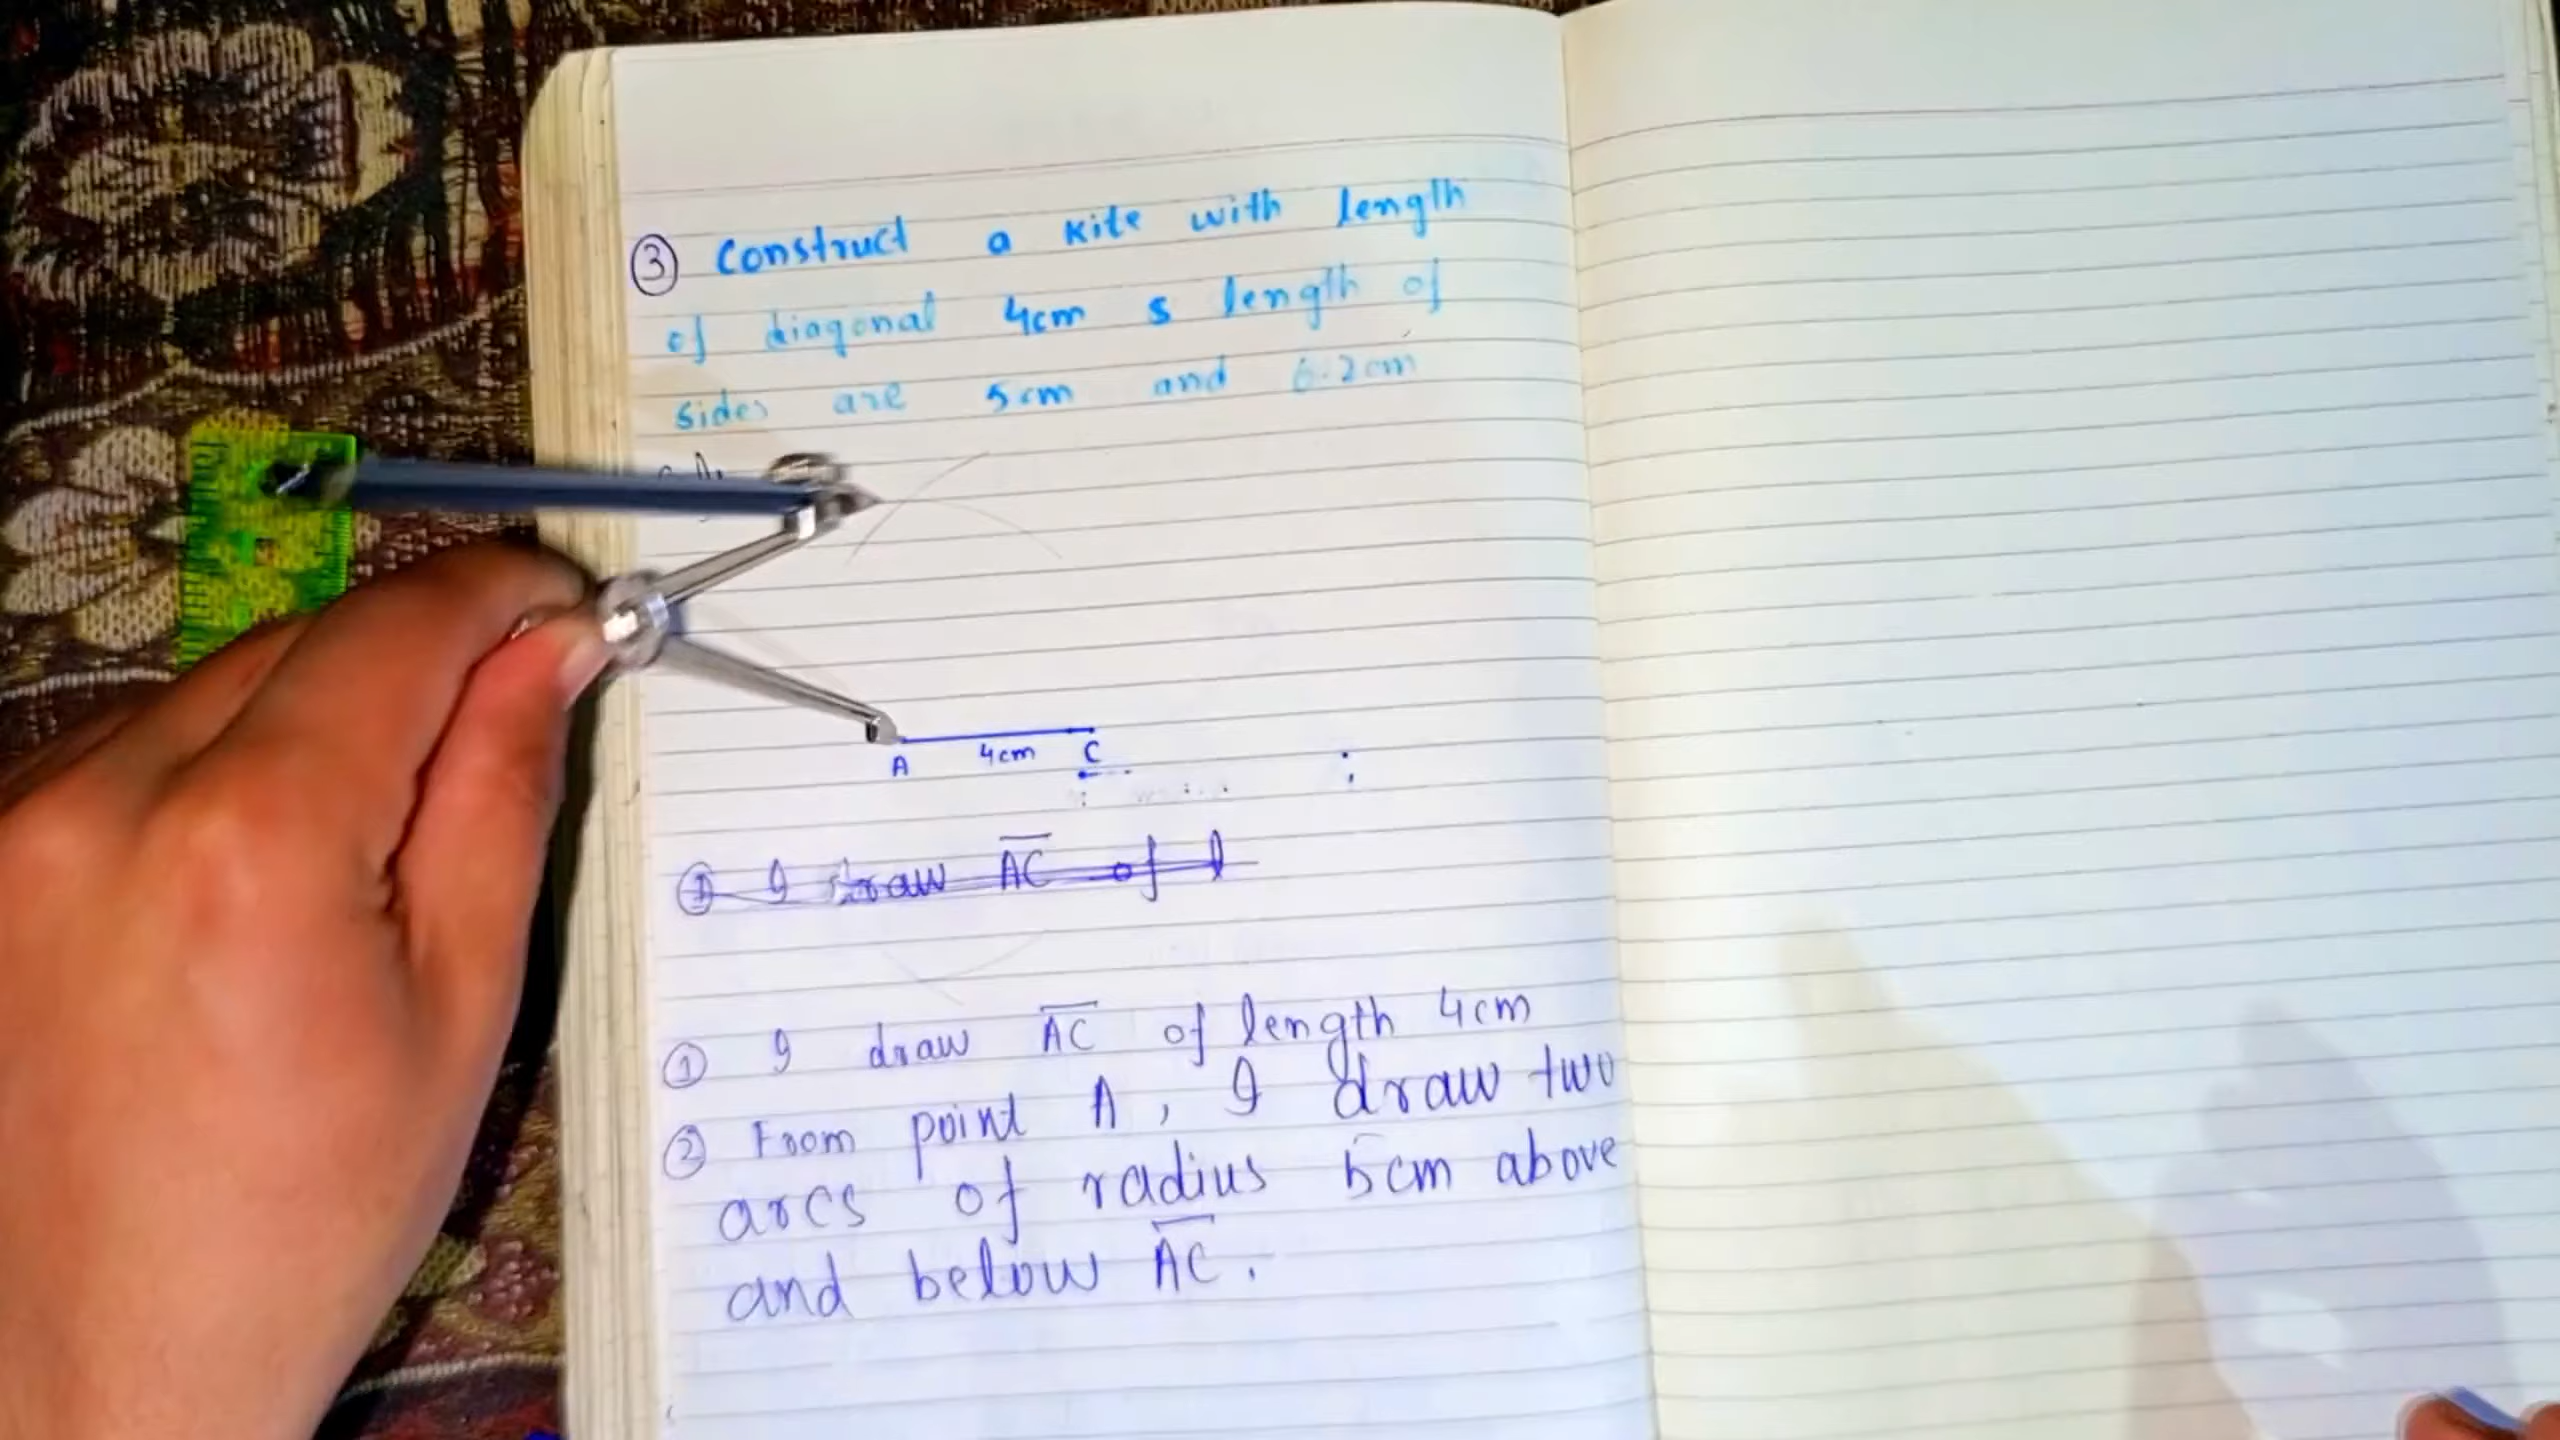 ③ Construct a kite with length
of diagonal 4cm s length of
sides are 5cm and 6.2cm
A 4cm C
① I draw AC of l
① I draw AC of length 4cm
② From point A, I draw two
arcs of radius 5cm above
and below AC.